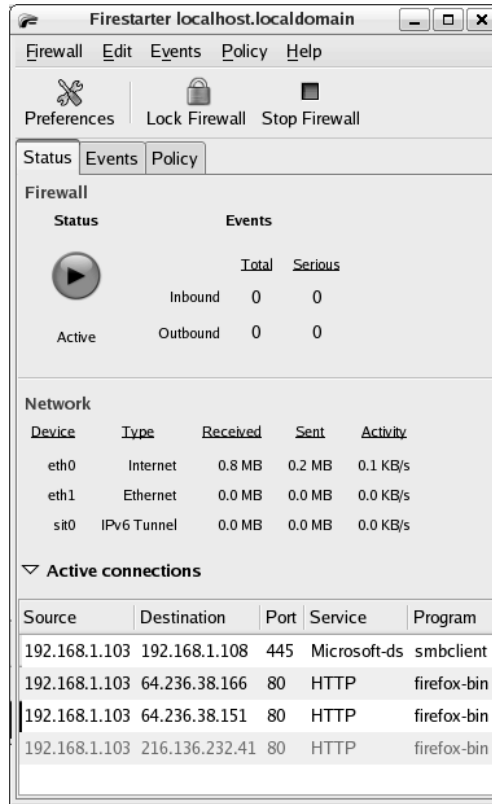 Firestarter localhost.localdomain
Firewall Edit Events Policy Help
Preferences Lock Firewall Stop Firewall
Status Events Policy
Firewall
Status Events
Total Serious
Inbound 0 0
Outbound 0 0
Active
Network
Device Type Received Sent Activity
eth0 Internet 0.8 MB 0.2 MB 0.1 KB/s
eth1 Ethernet 0.0 MB 0.0 MB 0.0 KB/s
sit0 IPv6 Tunnel 0.0 MB 0.0 MB 0.0 KB/s
Active connections
Source Destination Port Service Program
192.168.1.103 192.168.1.108 445 Microsoft-ds smbclient
192.168.1.103 64.236.38.166 80 HTTP firefox-bin
192.168.1.103 64.236.38.151 80 HTTP firefox-bin
192.168.1.103 216.136.232.41 80 HTTP firefox-bin